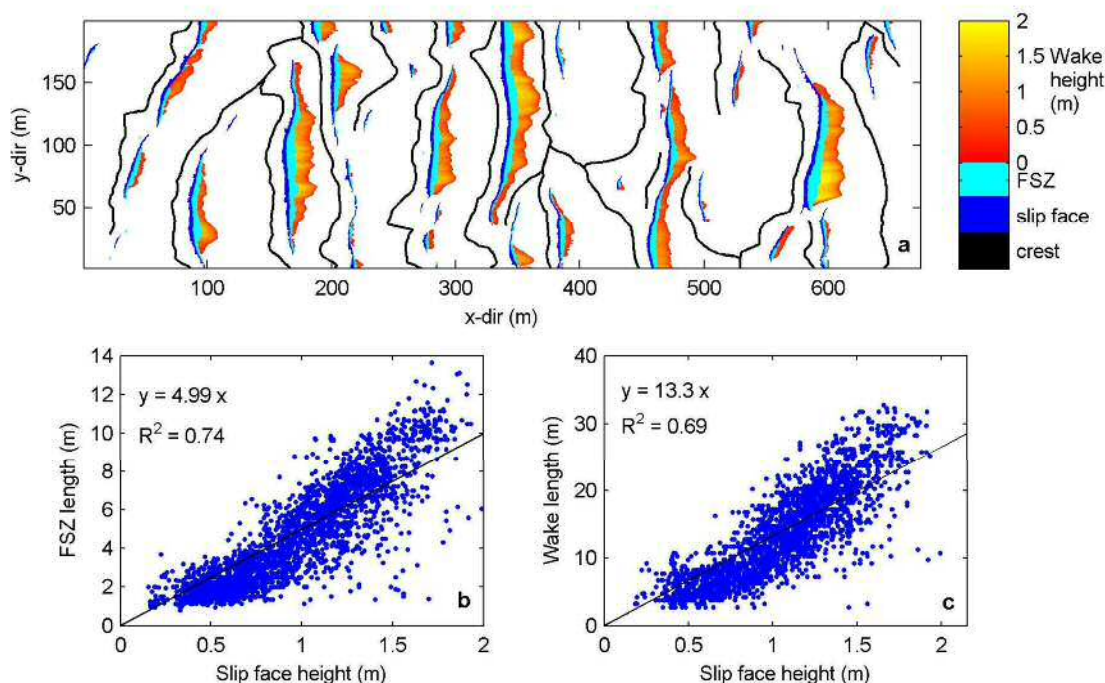 150
100
50
y-dir (m)
100 200 300 400 500 600
x-dir (m)
a
2
1.5
1
0.5
0
Wake
height
(m)
FSZ
slip face
crest
14
12
10
8
6
4
2
0
FSZ length (m)
y = 4.99 x
R² = 0.74
b
0 0.5 1 1.5 2
Slip face height (m)
40
30
20
10
0
Wake length (m)
y = 13.3 x
R² = 0.69
c
0 0.5 1 1.5 2
Slip face height (m)